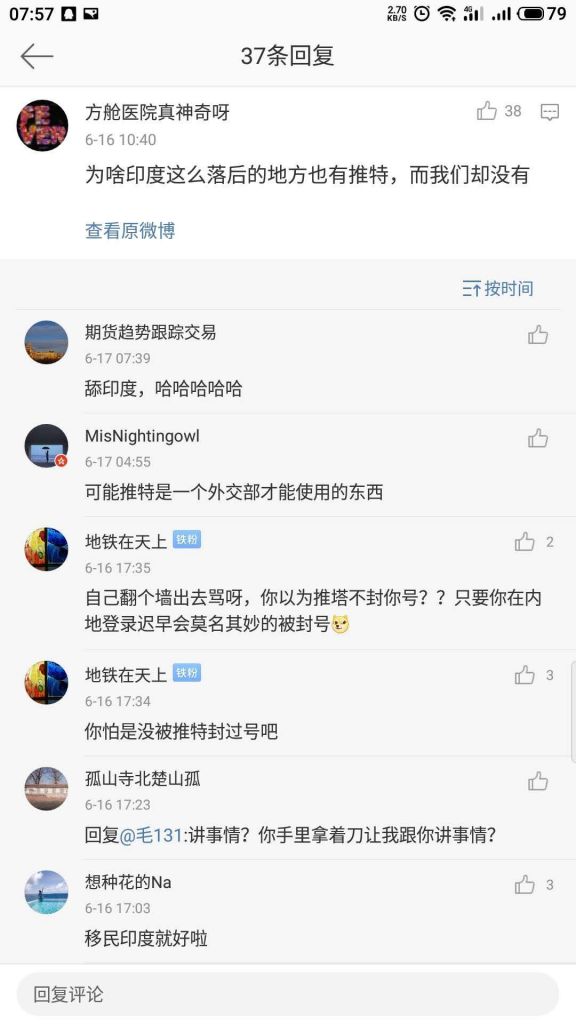 07:57 2.70 KB/S 4G 79
37条回复
方舱医院真神奇呀 38
6-16 10:40
为啥印度这么落后的地方也有推特，而我们却没有
查看原微博
按时间
期货趋势跟踪交易
6-17 07:39
舔印度，哈哈哈哈哈
MisNightingowl
6-17 04:55
可能推特是一个外交部才能使用的东西
地铁在天上 铁粉 2
6-16 17:35
自己翻个墙出去骂呀，你以为推塔不封你号？？只要你在内
地登录迟早会莫名其妙的被封号
地铁在天上 铁粉 3
6-16 17:34
你怕是没被推特封过号吧
孤山寺北楚山孤
6-16 17:23
回复@毛131:讲事情？你手里拿着刀让我跟你讲事情？
想种花的Na 3
6-16 17:03
移民印度就好啦
回复评论